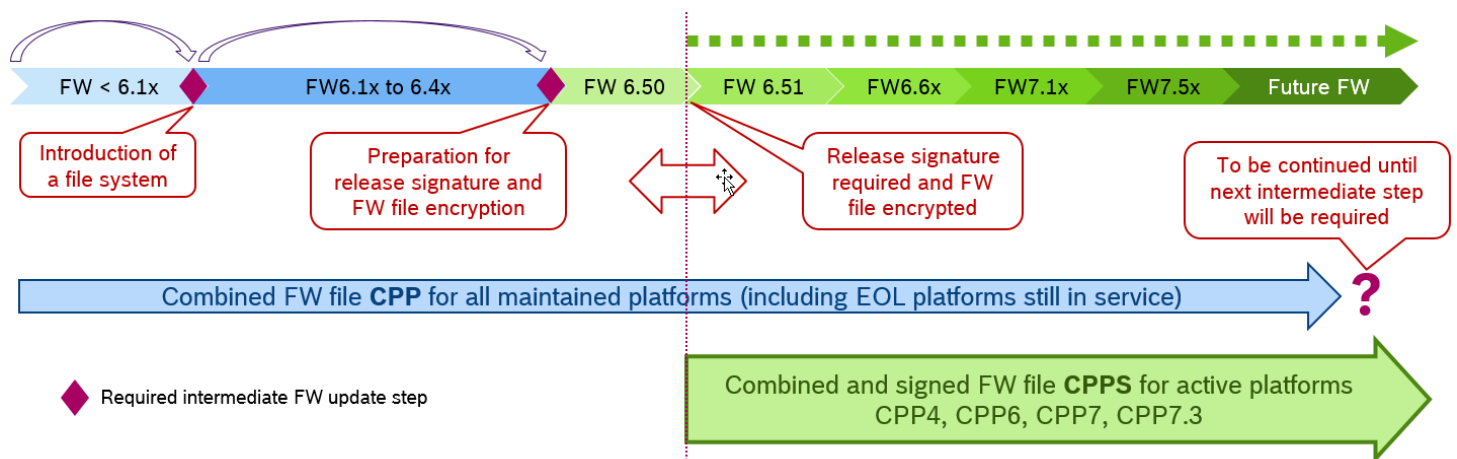 FW < 6.1x
FW6.1x to 6.4x
FW 6.50
FW 6.51
FW6.6x
FW7.1x
FW7.5x
Future FW
Introduction of
a file system
Preparation for
release signature and
FW file encryption
Release signature
required and FW
file encrypted
To be continued until
next intermediate step
will be required
Combined FW file CPP for all maintained platforms (including EOL platforms still in service)
?
Combined and signed FW file CPPS for active platforms
CPP4, CPP6, CPP7, CPP7.3
Required intermediate FW update step